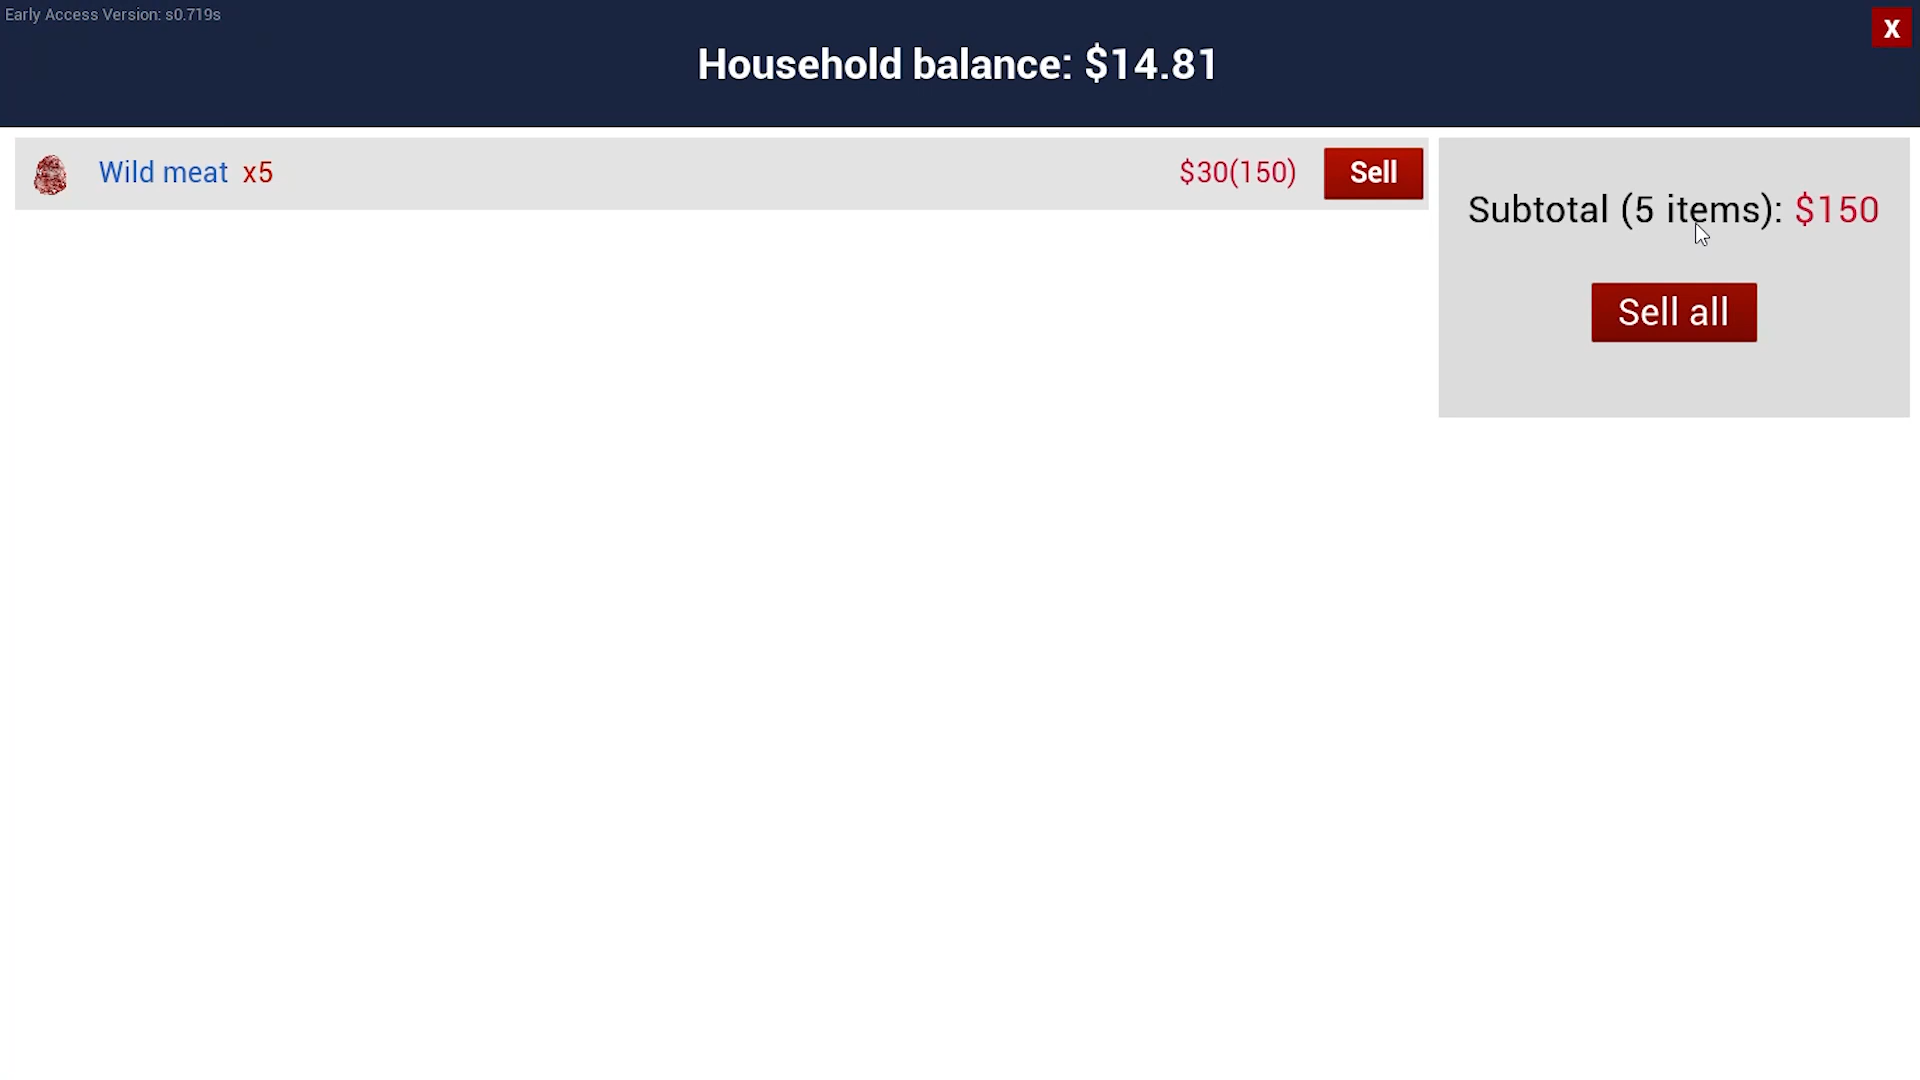 Early Access Version: s0.719s
X
Household balance: $14.81
Wild meat x5 $30(150) Sell
Subtotal (5 items): $150
Sell all